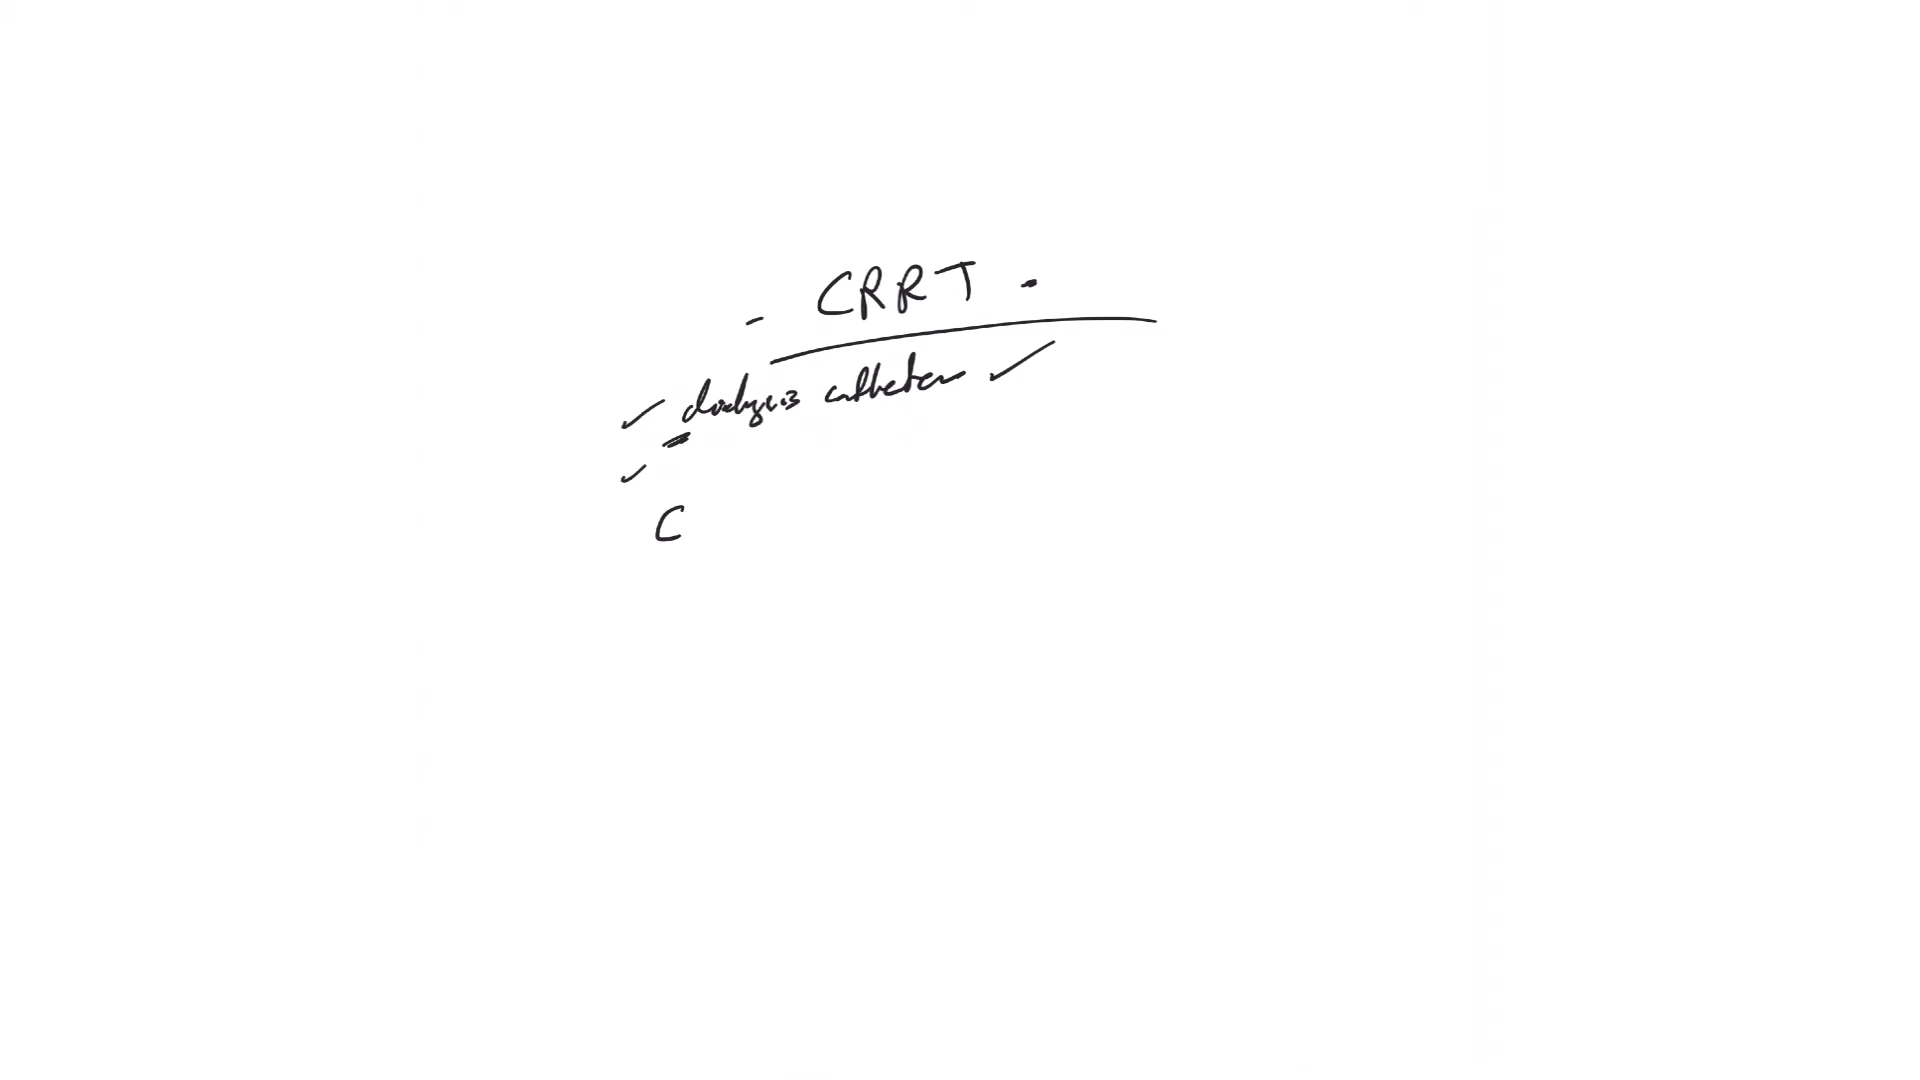 - CRRT -
✓ dialysis catheter ✓
✓
C